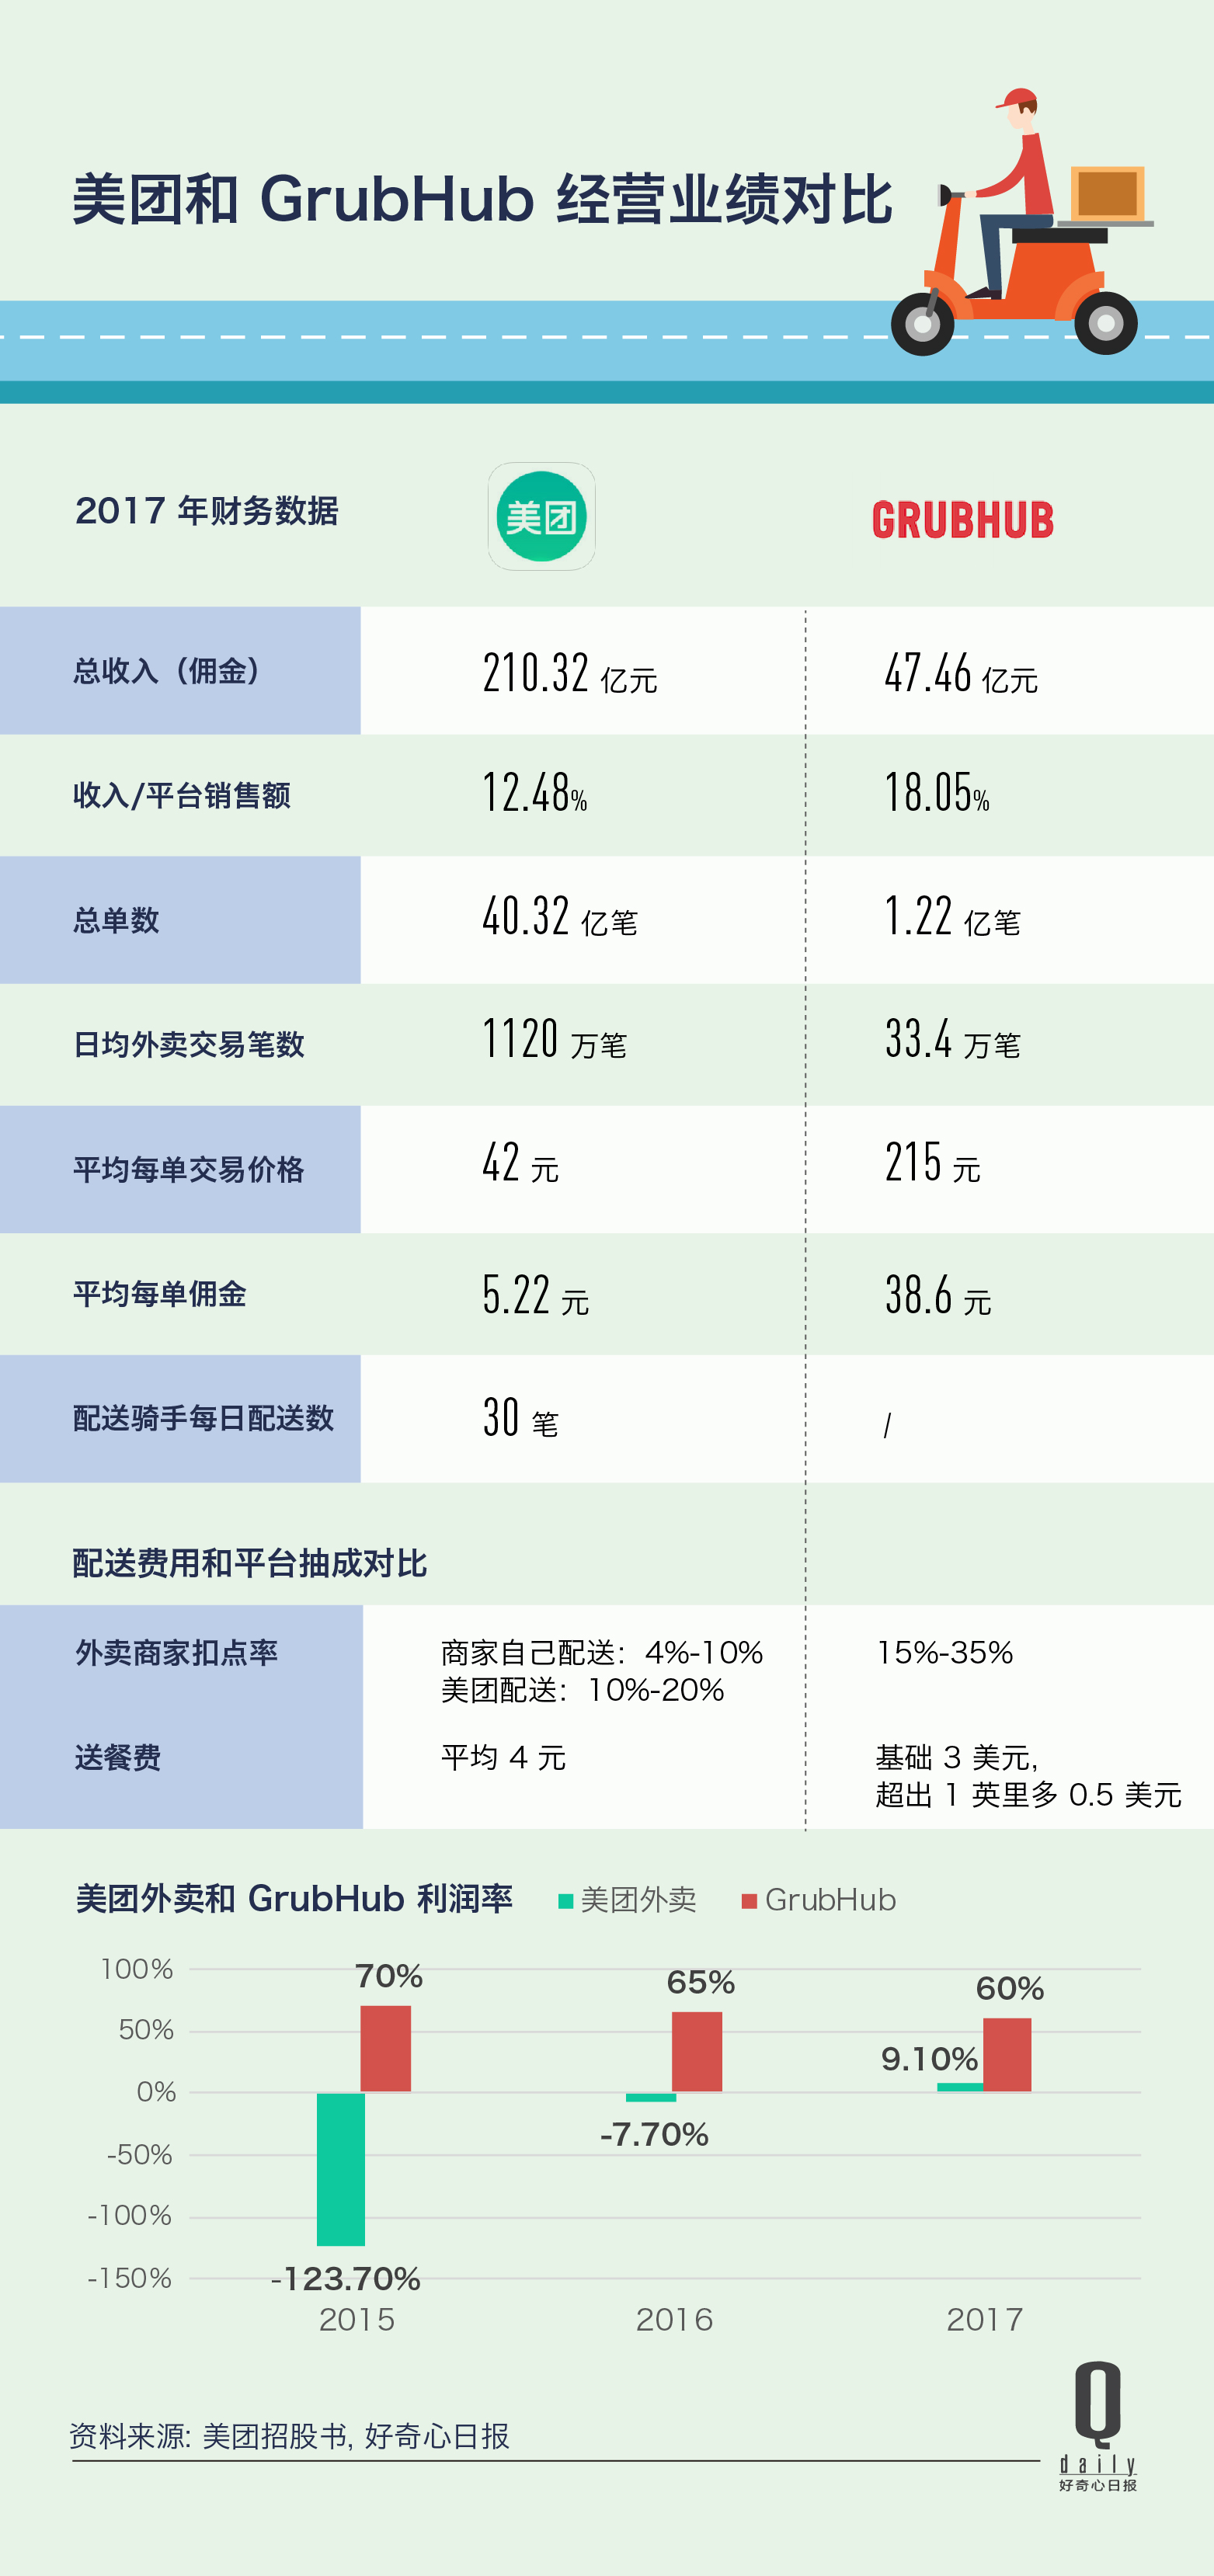 美团和 GrubHub 经营业绩对比
2017 年财务数据
美团
GRUBHUB
总收入（佣金） 210.32 亿元 47.46 亿元
收入/平台销售额 12.48% 18.05%
总单数 40.32 亿笔 1.22 亿笔
日均外卖交易笔数 1120 万笔 33.4 万笔
平均每单交易价格 42 元 215 元
平均每单佣金 5.22 元 38.6 元
配送骑手每日配送数 30 笔 /
配送费用和平台抽成对比
外卖商家扣点率 商家自己配送：4%-10% 15%-35%
美团配送：10%-20%
送餐费 平均 4 元 基础 3 美元,
超出 1 英里多 0.5 美元
美团外卖和 GrubHub 利润率 美团外卖 GrubHub
100%
70%
65%
60%
50%
9.10%
0%
-7.70%
-50%
-100%
-150%
-123.70%
2015 2016 2017
资料来源: 美团招股书, 好奇心日报
Q
daily
好奇心日报